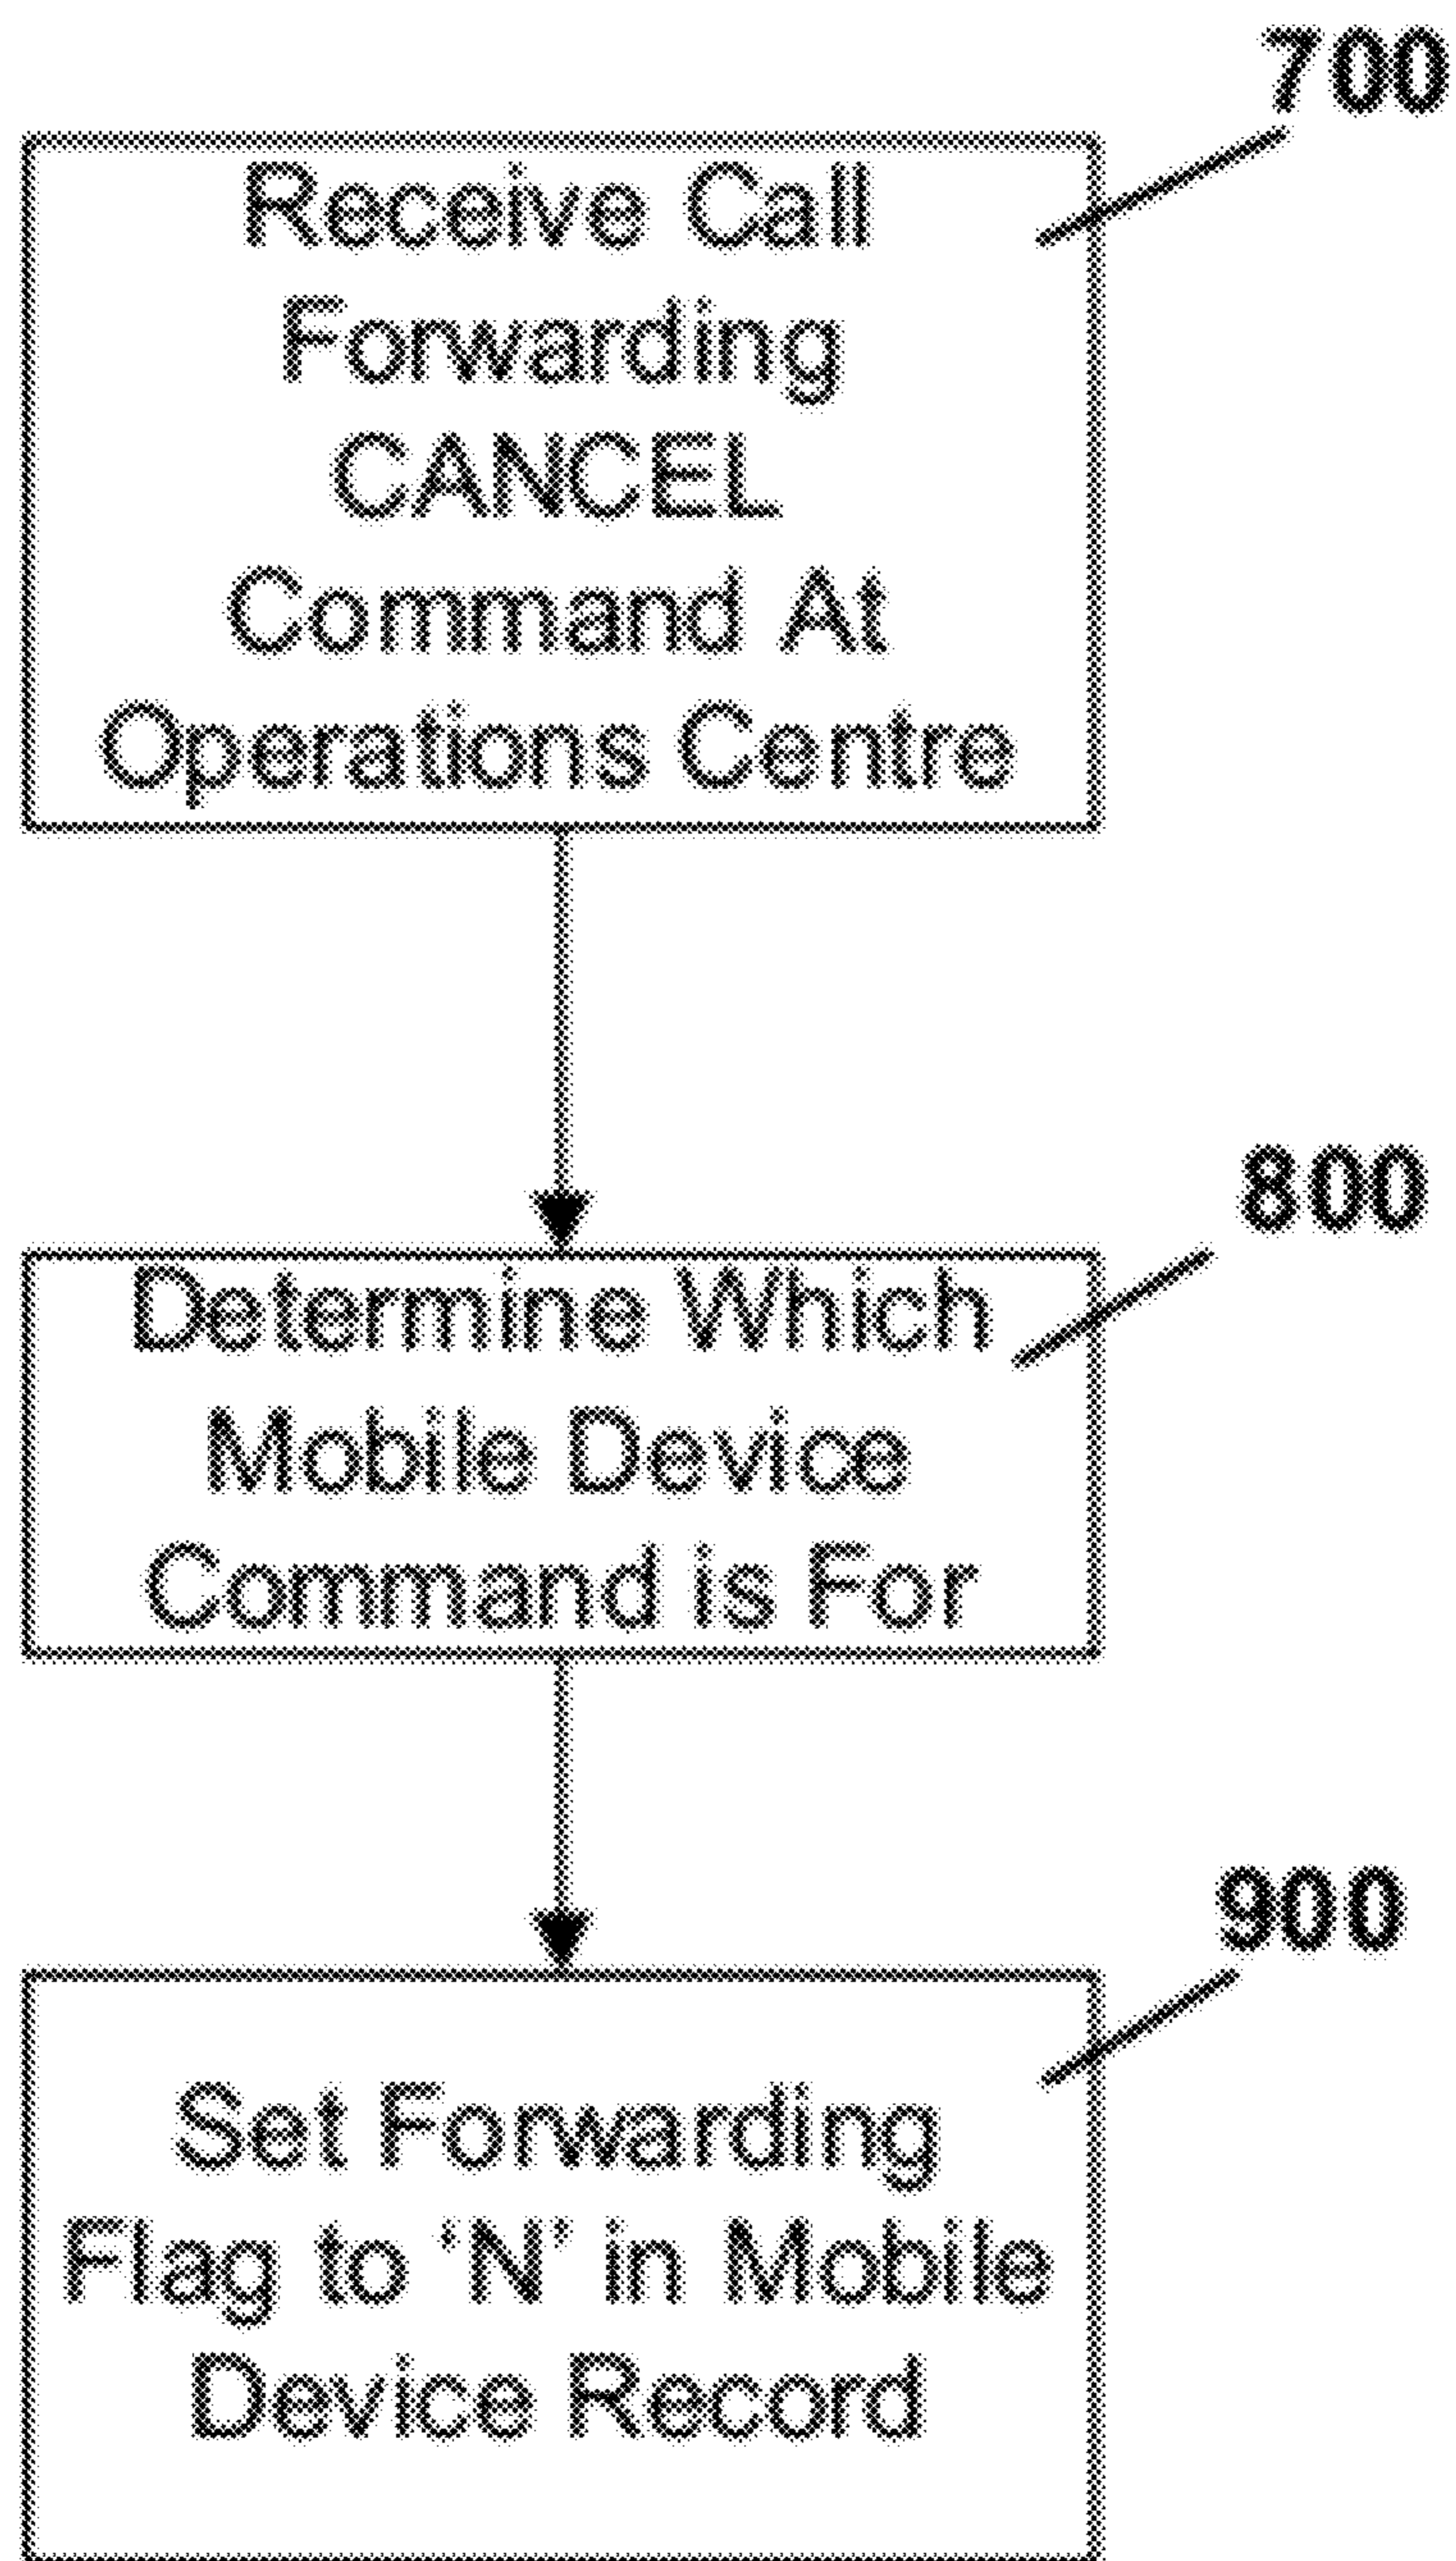 700
Receive Call
Forwarding
CANCEL
Command At
Operations Centre
800
Determine Which
Mobile Device
Command is For
900
Set Forwarding
Flag to ‘N’ in Mobile
Device Record